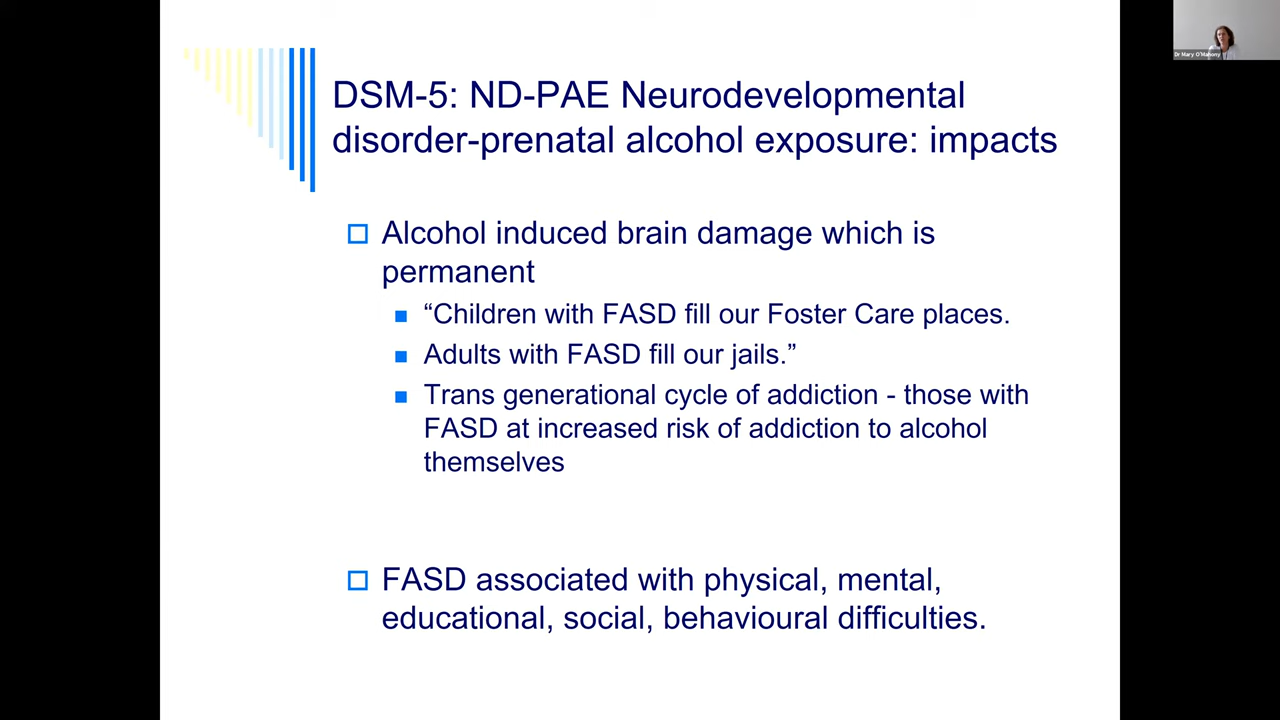 Dr Mary O'Mahony
DSM-5: ND-PAE Neurodevelopmental
disorder-prenatal alcohol exposure: impacts
Alcohol induced brain damage which is
permanent
“Children with FASD fill our Foster Care places.
Adults with FASD fill our jails.”
Trans generational cycle of addiction - those with
FASD at increased risk of addiction to alcohol
themselves
FASD associated with physical, mental,
educational, social, behavioural difficulties.